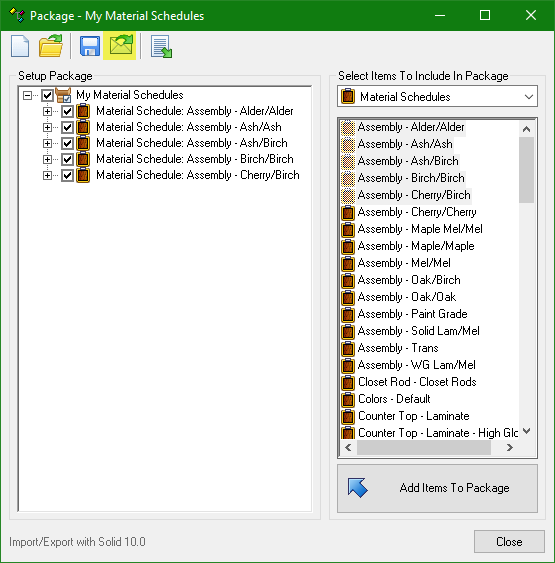 Package - My Material Schedules
Setup Package
My Material Schedules
Material Schedule: Assembly - Alder/Alder
Material Schedule: Assembly - Ash/Ash
Material Schedule: Assembly - Ash/Birch
Material Schedule: Assembly - Birch/Birch
Material Schedule: Assembly - Cherry/Birch
Select Items To Include In Package
Material Schedules
Assembly - Alder/Alder
Assembly - Ash/Ash
Assembly - Ash/Birch
Assembly - Birch/Birch
Assembly - Cherry/Birch
Assembly - Cherry/Cherry
Assembly - Maple Mel/Mel
Assembly - Maple/Maple
Assembly - Mel/Mel
Assembly - Oak/Birch
Assembly - Oak/Oak
Assembly - Paint Grade
Assembly - Solid Lam/Mel
Assembly - Trans
Assembly - WG Lam/Mel
Closet Rod - Closet Rods
Colors - Default
Counter Top - Laminate
Counter Top - Laminate - High Glo
Add Items To Package
Import/Export with Solid 10.0
Close